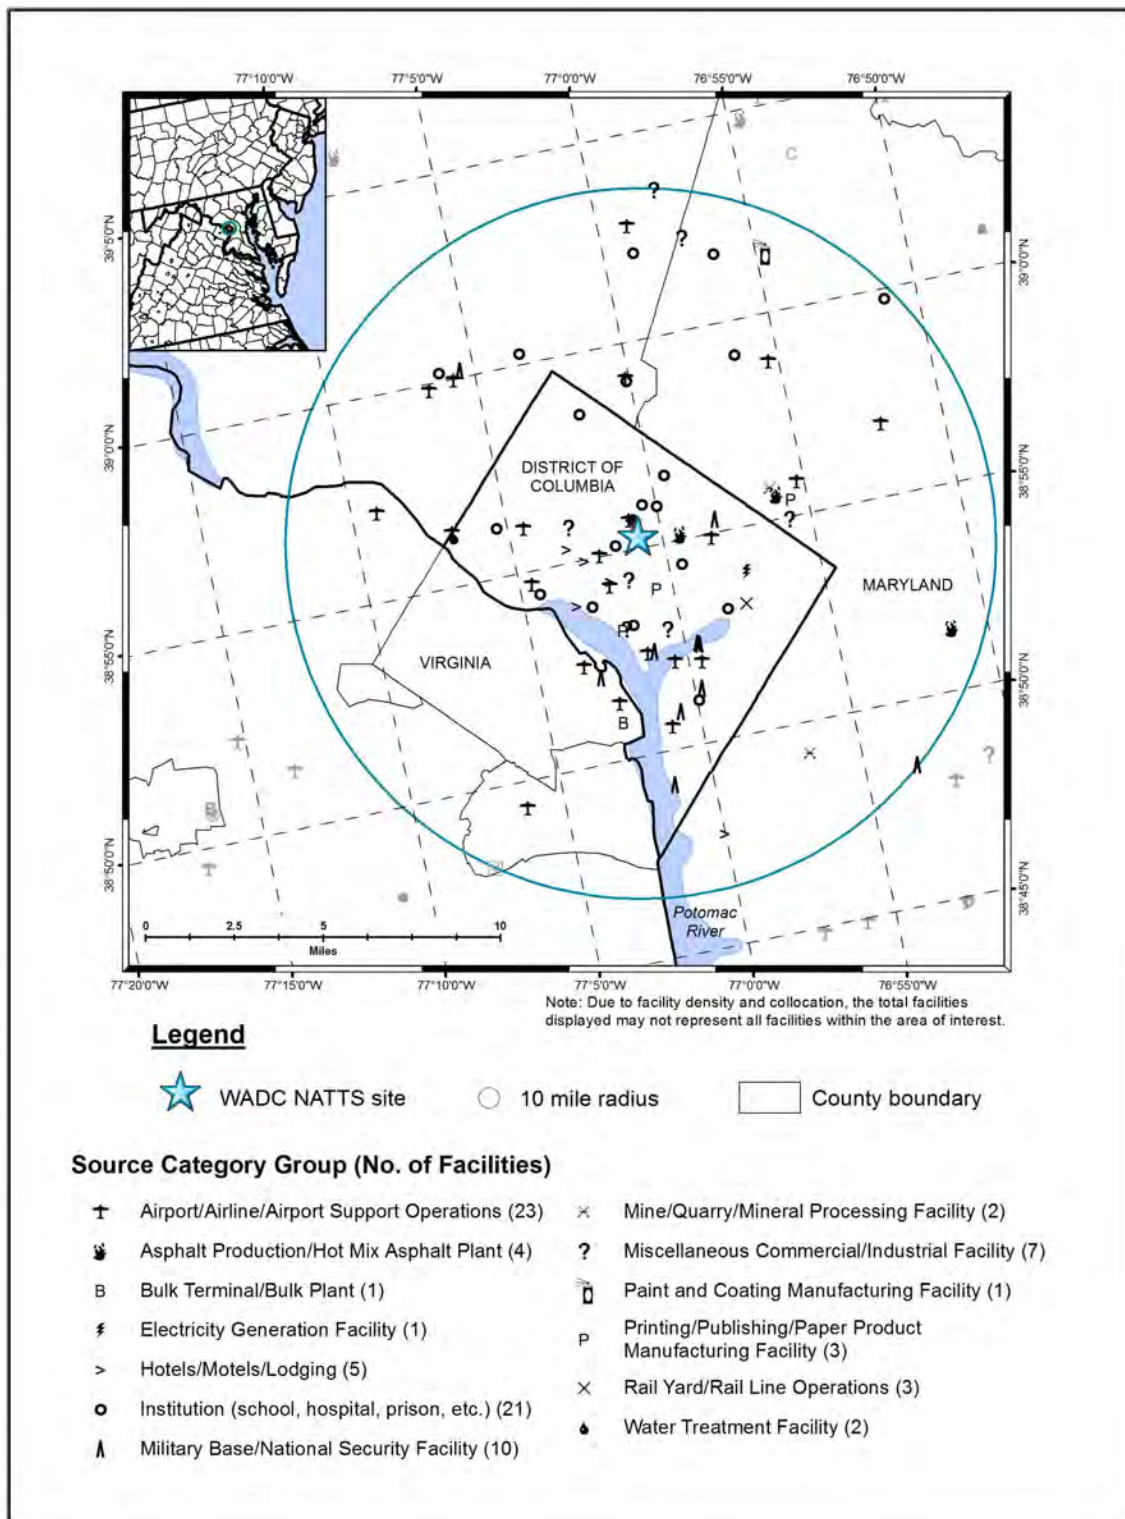 77°10'0"W 77°5'0"W 77°0'0"W 76°55'0"W 76°50'0"W
39°5'0"N
39°0'0"N
39°0'0"N
38°55'0"N
38°55'0"N
38°50'0"N
38°50'0"N
38°45'0"N
C
DISTRICT OF
COLUMBIA
P
P
MARYLAND
P
VIRGINIA
B
B
0 2.5 5 10
Miles
Potomac
River
77°20'0"W 77°15'0"W 77°10'0"W 77°5'0"W 77°0'0"W 76°55'0"W
Note: Due to facility density and collocation, the total facilities
displayed may not represent all facilities within the area of interest.
Legend
WADC NATTS site 10 mile radius County boundary
Source Category Group (No. of Facilities)
Airport/Airline/Airport Support Operations (23)
Asphalt Production/Hot Mix Asphalt Plant (4)
B Bulk Terminal/Bulk Plant (1)
Electricity Generation Facility (1)
> Hotels/Motels/Lodging (5)
Institution (school, hospital, prison, etc.) (21)
Military Base/National Security Facility (10)
Mine/Quarry/Mineral Processing Facility (2)
? Miscellaneous Commercial/Industrial Facility (7)
Paint and Coating Manufacturing Facility (1)
P Printing/Publishing/Paper Product
Manufacturing Facility (3)
Rail Yard/Rail Line Operations (3)
Water Treatment Facility (2)